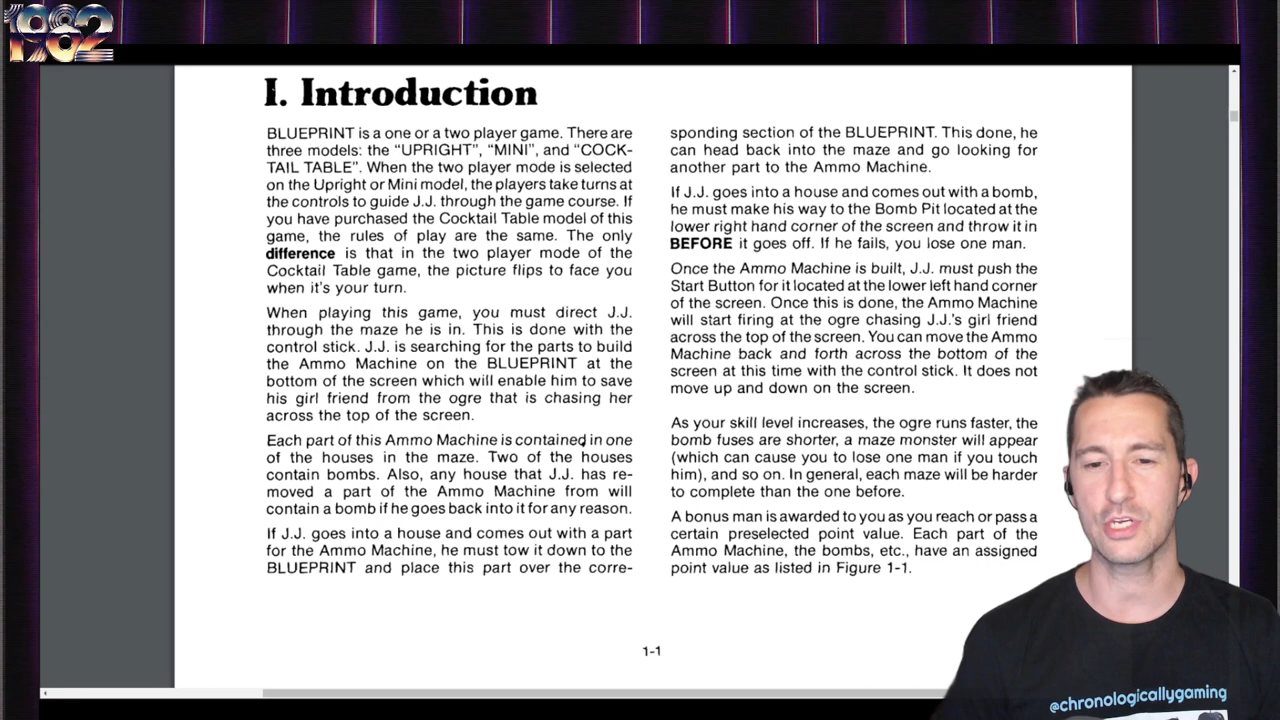 1982
I. Introduction
BLUEPRINT is a one or a two player game. There are
three models: the “UPRIGHT”, “MINI”, and “COCK-
TAIL TABLE”. When the two player mode is selected
on the Upright or Mini model, the players take turns at
the controls to guide J.J. through the game course. If
you have purchased the Cocktail Table model of this
game, the rules of play are the same. The only
difference is that in the two player mode of the
Cocktail Table game, the picture flips to face you
when it's your turn.
When playing this game, you must direct J.J.
through the maze he is in. This is done with the
control stick. J.J. is searching for the parts to build
the Ammo Machine on the BLUEPRINT at the
bottom of the screen which will enable him to save
his girl friend from the ogre that is chasing her
across the top of the screen.
Each part of this Ammo Machine is contained in one
of the houses in the maze. Two of the houses
contain bombs. Also, any house that J.J. has re-
moved a part of the Ammo Machine from will
contain a bomb if he goes back into it for any reason.
If J.J. goes into a house and comes out with a part
for the Ammo Machine, he must tow it down to the
BLUEPRINT and place this part over the corre-
sponding section of the BLUEPRINT. This done, he
can head back into the maze and go looking for
another part to the Ammo Machine.
If J.J. goes into a house and comes out with a bomb,
he must make his way to the Bomb Pit located at the
lower right hand corner of the screen and throw it in
BEFORE it goes off. If he fails, you lose one man.
Once the Ammo Machine is built, J.J. must push the
Start Button for it located at the lower left hand corner
of the screen. Once this is done, the Ammo Machine
will start firing at the ogre chasing J.J.'s girl friend
across the top of the screen. You can move the Ammo
Machine back and forth across the bottom of the
screen at this time with the control stick. It does not
move up and down on the screen.
As your skill level increases, the ogre runs faster, the
bomb fuses are shorter, a maze monster will appear
(which can cause you to lose one man if you touch
him), and so on. In general, each maze will be harder
to complete than the one before.
A bonus man is awarded to you as you reach or pass a
certain preselected point value. Each part of the
Ammo Machine, the bombs, etc., have an assigned
point value as listed in Figure 1-1.
1-1
@chronologicallygaming